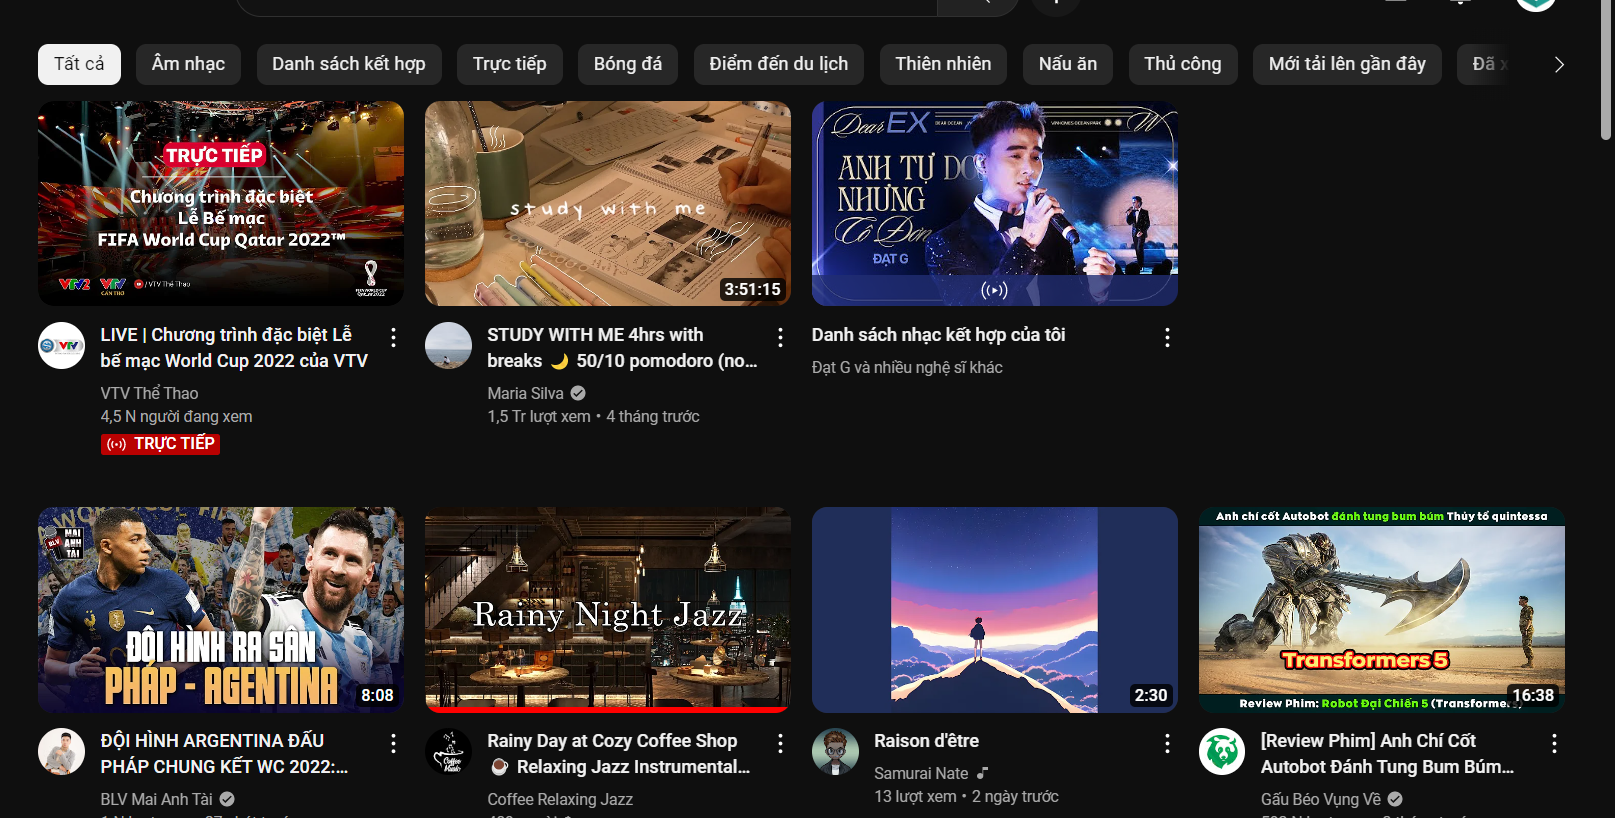 Tất cả
Âm nhạc
Danh sách kết hợp
Trực tiếp
Bóng đá
Điểm đến du lịch
Thiên nhiên
Nấu ăn
Thủ công
Mới tải lên gần đây
Đã
TRỰC TIẾP
Chương trình đặc biệt
Lễ Bế mạc
FIFA World Cup Qatar 2022™
VTV2 VTV CẦN THƠ /VTV Thể Thao
study with me
3:51:15
Dear EX
DEAR OCEAN
VINHOMES OCEAN PARK
ANH TỰ DO
NHƯNG
Cô Đơn
ĐẠT G
LIVE | Chương trình đặc biệt Lễ
bế mạc World Cup 2022 của VTV
VTV Thể Thao
4,5 N người đang xem
TRỰC TIẾP
STUDY WITH ME 4hrs with
breaks 🌙 50/10 pomodoro (no...
Maria Silva
1,5 Tr lượt xem • 4 tháng trước
Danh sách nhạc kết hợp của tôi
Đạt G và nhiều nghệ sĩ khác
BLV MAI ANH TÀI
ĐỘI HÌNH RA SÂN
PHÁP - AGENTINA
8:08
Rainy Night Jazz
2:30
Anh chí cốt Autobot đánh tung bum búm Thủy tổ quintessa
Transformers 5
16:38
Review Phim: Robot Đại Chiến 5 (Transformers
ĐỘI HÌNH ARGENTINA ĐẤU
PHÁP CHUNG KẾT WC 2022:...
BLV Mai Anh Tài
Coffee Music
Rainy Day at Cozy Coffee Shop
☕ Relaxing Jazz Instrumental...
Coffee Relaxing Jazz
Raison d'être
Samurai Nate
13 lượt xem • 2 ngày trước
[Review Phim] Anh Chí Cốt
Autobot Đánh Tung Bum Búm...
Gấu Béo Vụng Về